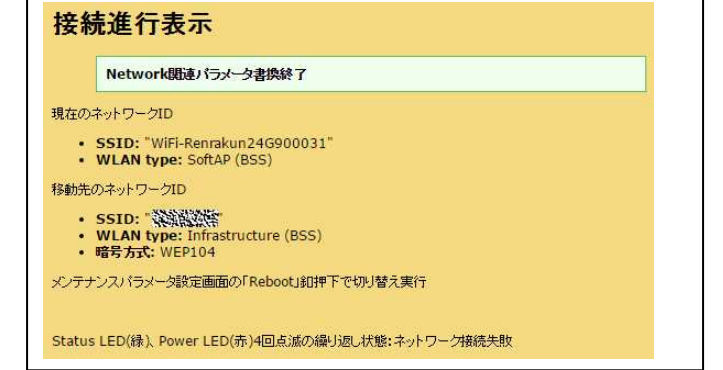 接続進行表示
Network関連パラメータ書換終了
現在のネットワークID
• SSID: "WiFi-Renrakun24G900031"
• WLAN type: SoftAP (BSS)
移動先のネットワークID
• SSID: " "
• WLAN type: Infrastructure (BSS)
• 暗号方式: WEP104
メンテナンスパラメータ設定画面の「Reboot」釦押下で切り替え実行
Status LED(緑)、Power LED(赤)4回点滅の繰り返し状態:ネットワーク接続失敗